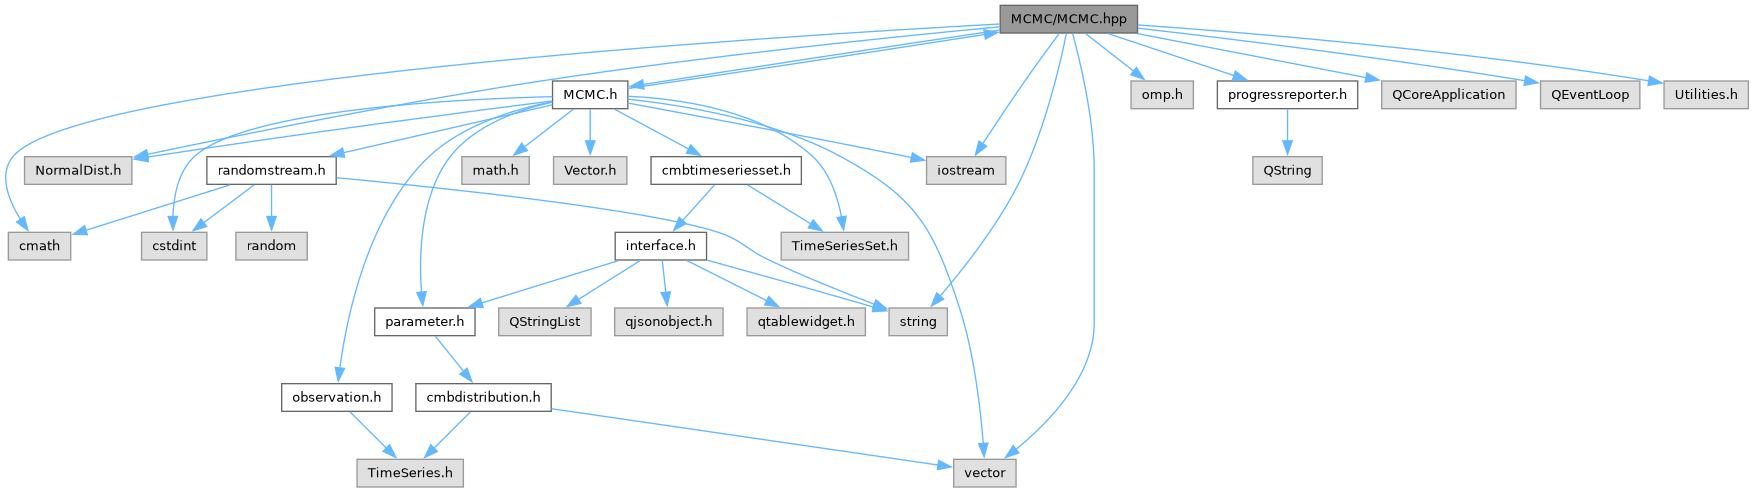 MCMC/MCMC.hpp
MCMC.h
omp.h
progressreporter.h
QCoreApplication
QEventLoop
Utilities.h
NormalDist.h
randomstream.h
math.h
Vector.h
cmbtimeseriesset.h
iostream
QString
cmath
cstdint
random
interface.h
TimeSeriesSet.h
parameter.h
QStringList
qjsonobject.h
qtablewidget.h
string
observation.h
cmbdistribution.h
TimeSeries.h
vector